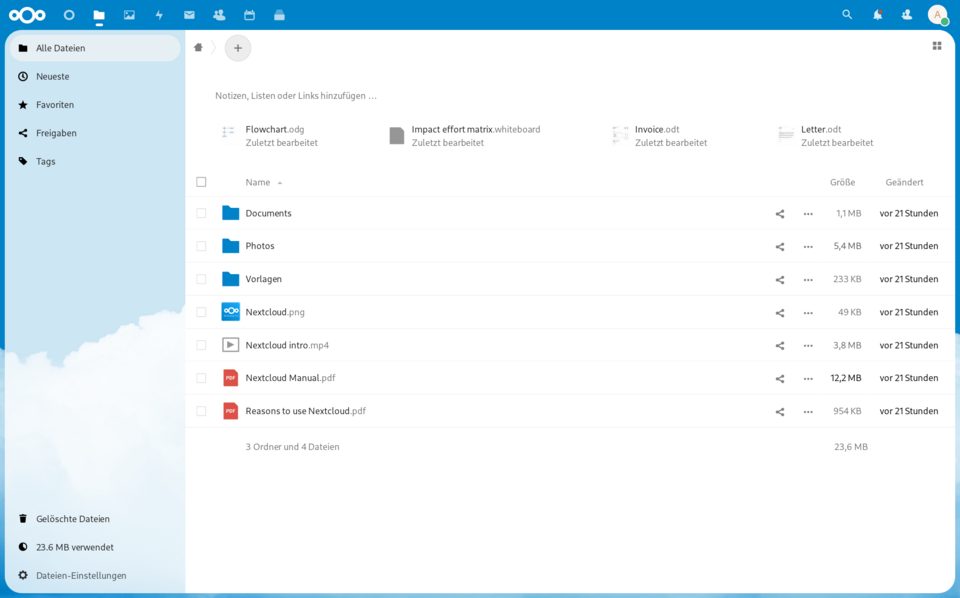 A
Alle Dateien
Neueste
Favoriten
Freigaben
Tags
Notizen, Listen oder Links hinzufügen …
Flowchart.odg
Zuletzt bearbeitet
Impact effort matrix.whiteboard
Zuletzt bearbeitet
Invoice.odt
Zuletzt bearbeitet
Letter.odt
Zuletzt bearbeitet
Name Größe Geändert
Documents 1,1 MB vor 21 Stunden
Photos 5,4 MB vor 21 Stunden
Vorlagen 233 KB vor 21 Stunden
Nextcloud.png 49 KB vor 21 Stunden
Nextcloud intro.mp4 3,8 MB vor 21 Stunden
PDF Nextcloud Manual.pdf 12,2 MB vor 21 Stunden
PDF Reasons to use Nextcloud.pdf 954 KB vor 21 Stunden
3 Ordner und 4 Dateien 23,6 MB
Gelöschte Dateien
23.6 MB verwendet
Dateien-Einstellungen